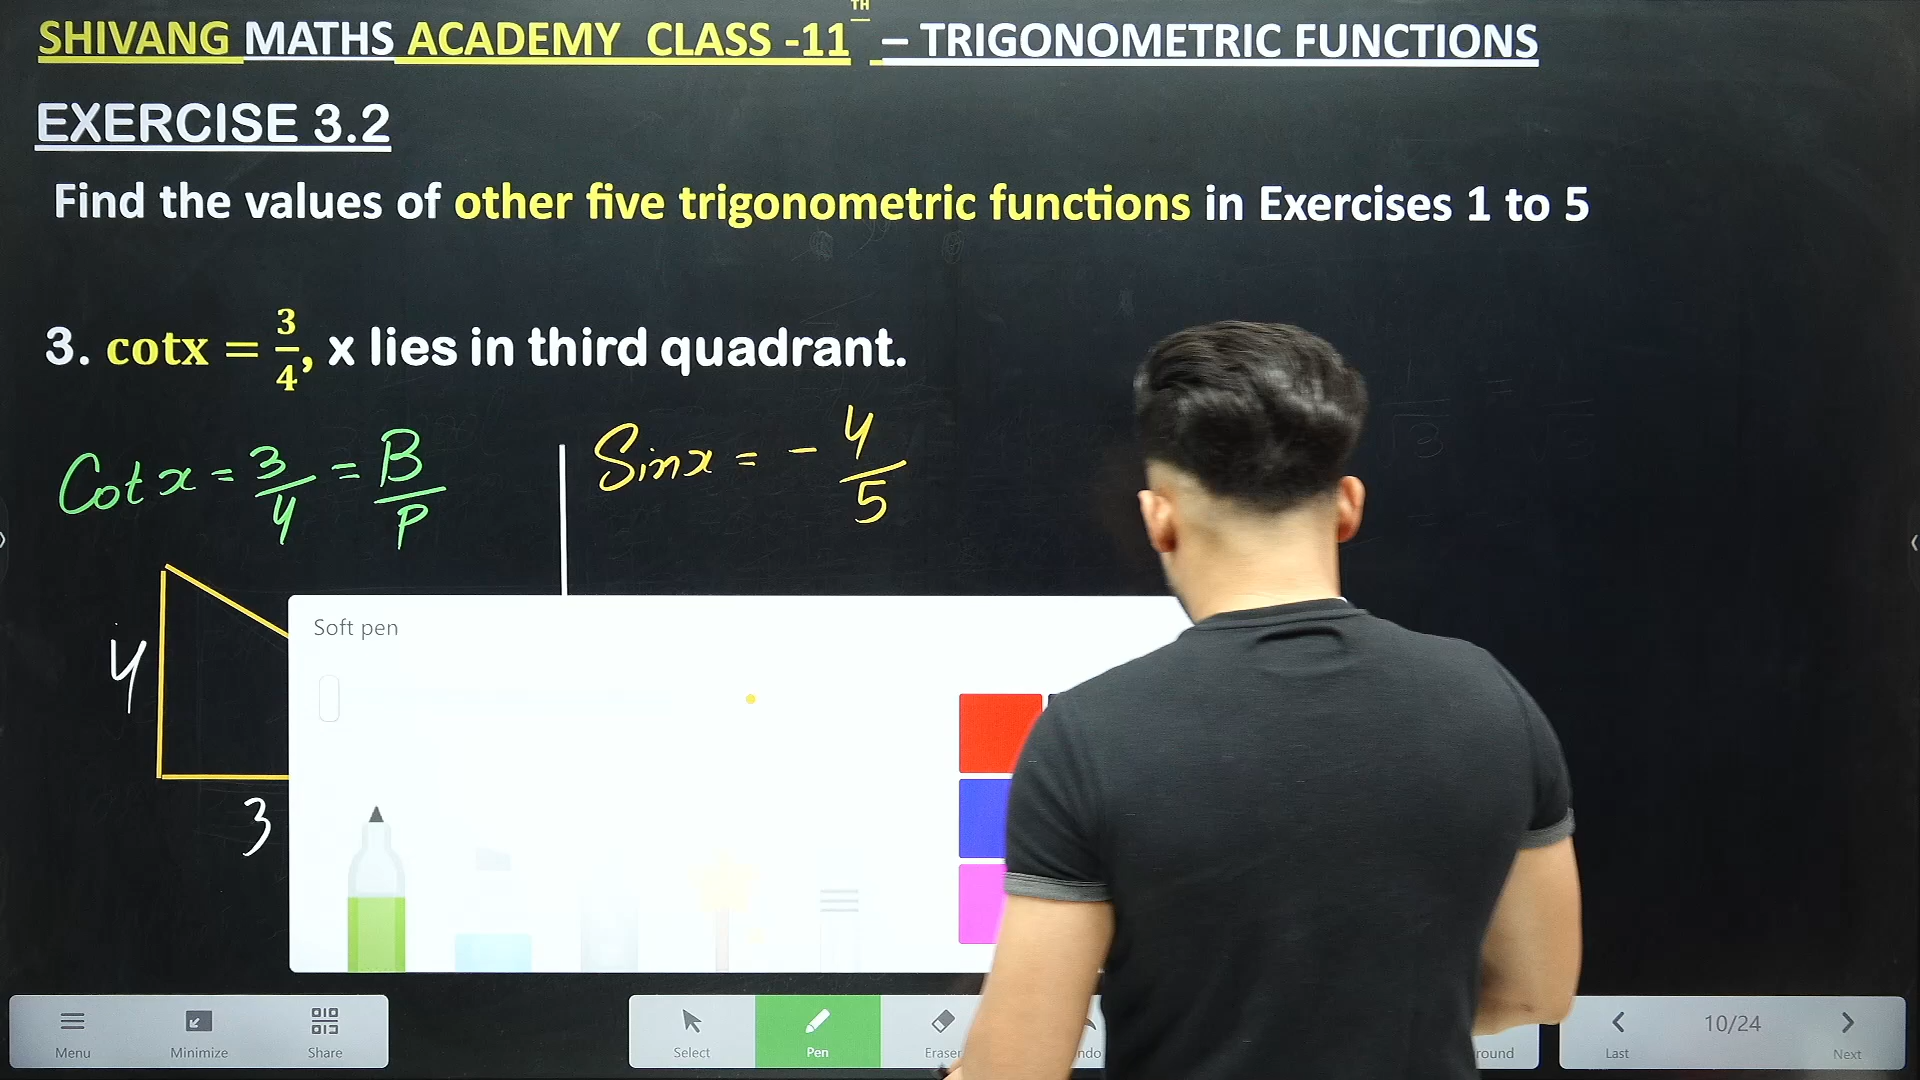 SHIVANG MATHS ACADEMY CLASS -11TH – TRIGONOMETRIC FUNCTIONS
EXERCISE 3.2
Find the values of other five trigonometric functions in Exercises 1 to 5
3. cotx = 3/4, x lies in third quadrant.
Cot x = 3/4 = B/P
Sinx = - 4/5
4
3
Soft pen
Menu
Minimize
Share
Select
Pen
Eraser
Last
10/24
Next